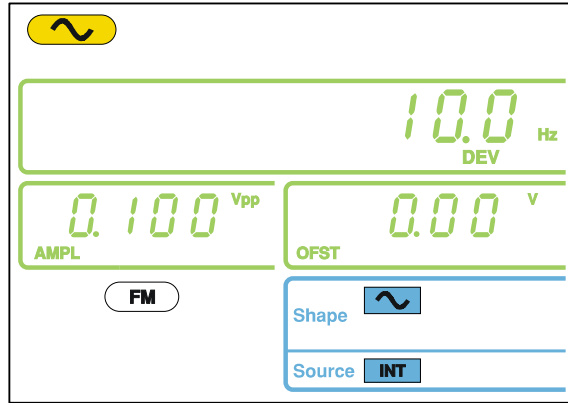 10.0 Hz
DEV
0.100 Vpp
AMPL
0.00 V
OFST
FM
Shape
Source INT